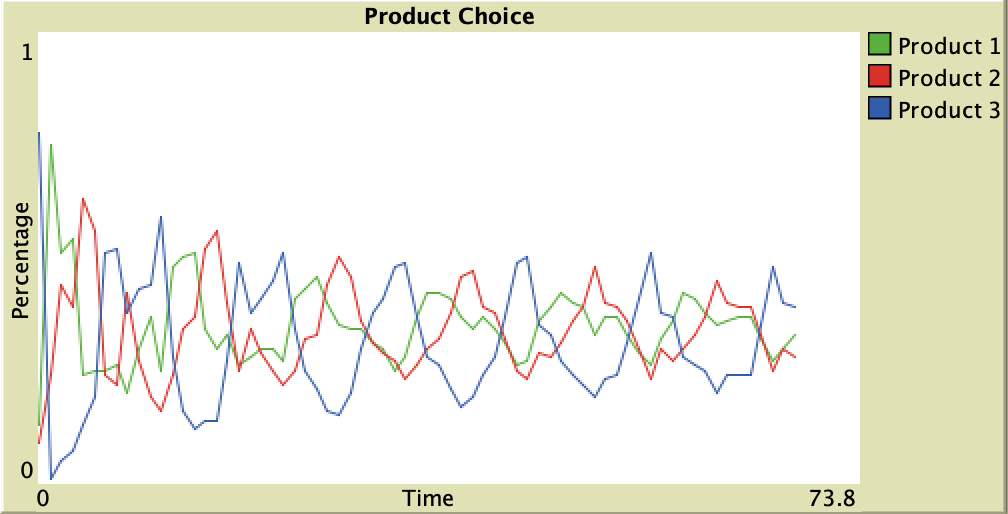 Product Choice
1
Percentage
0
0
Time
73.8
Product 1
Product 2
Product 3